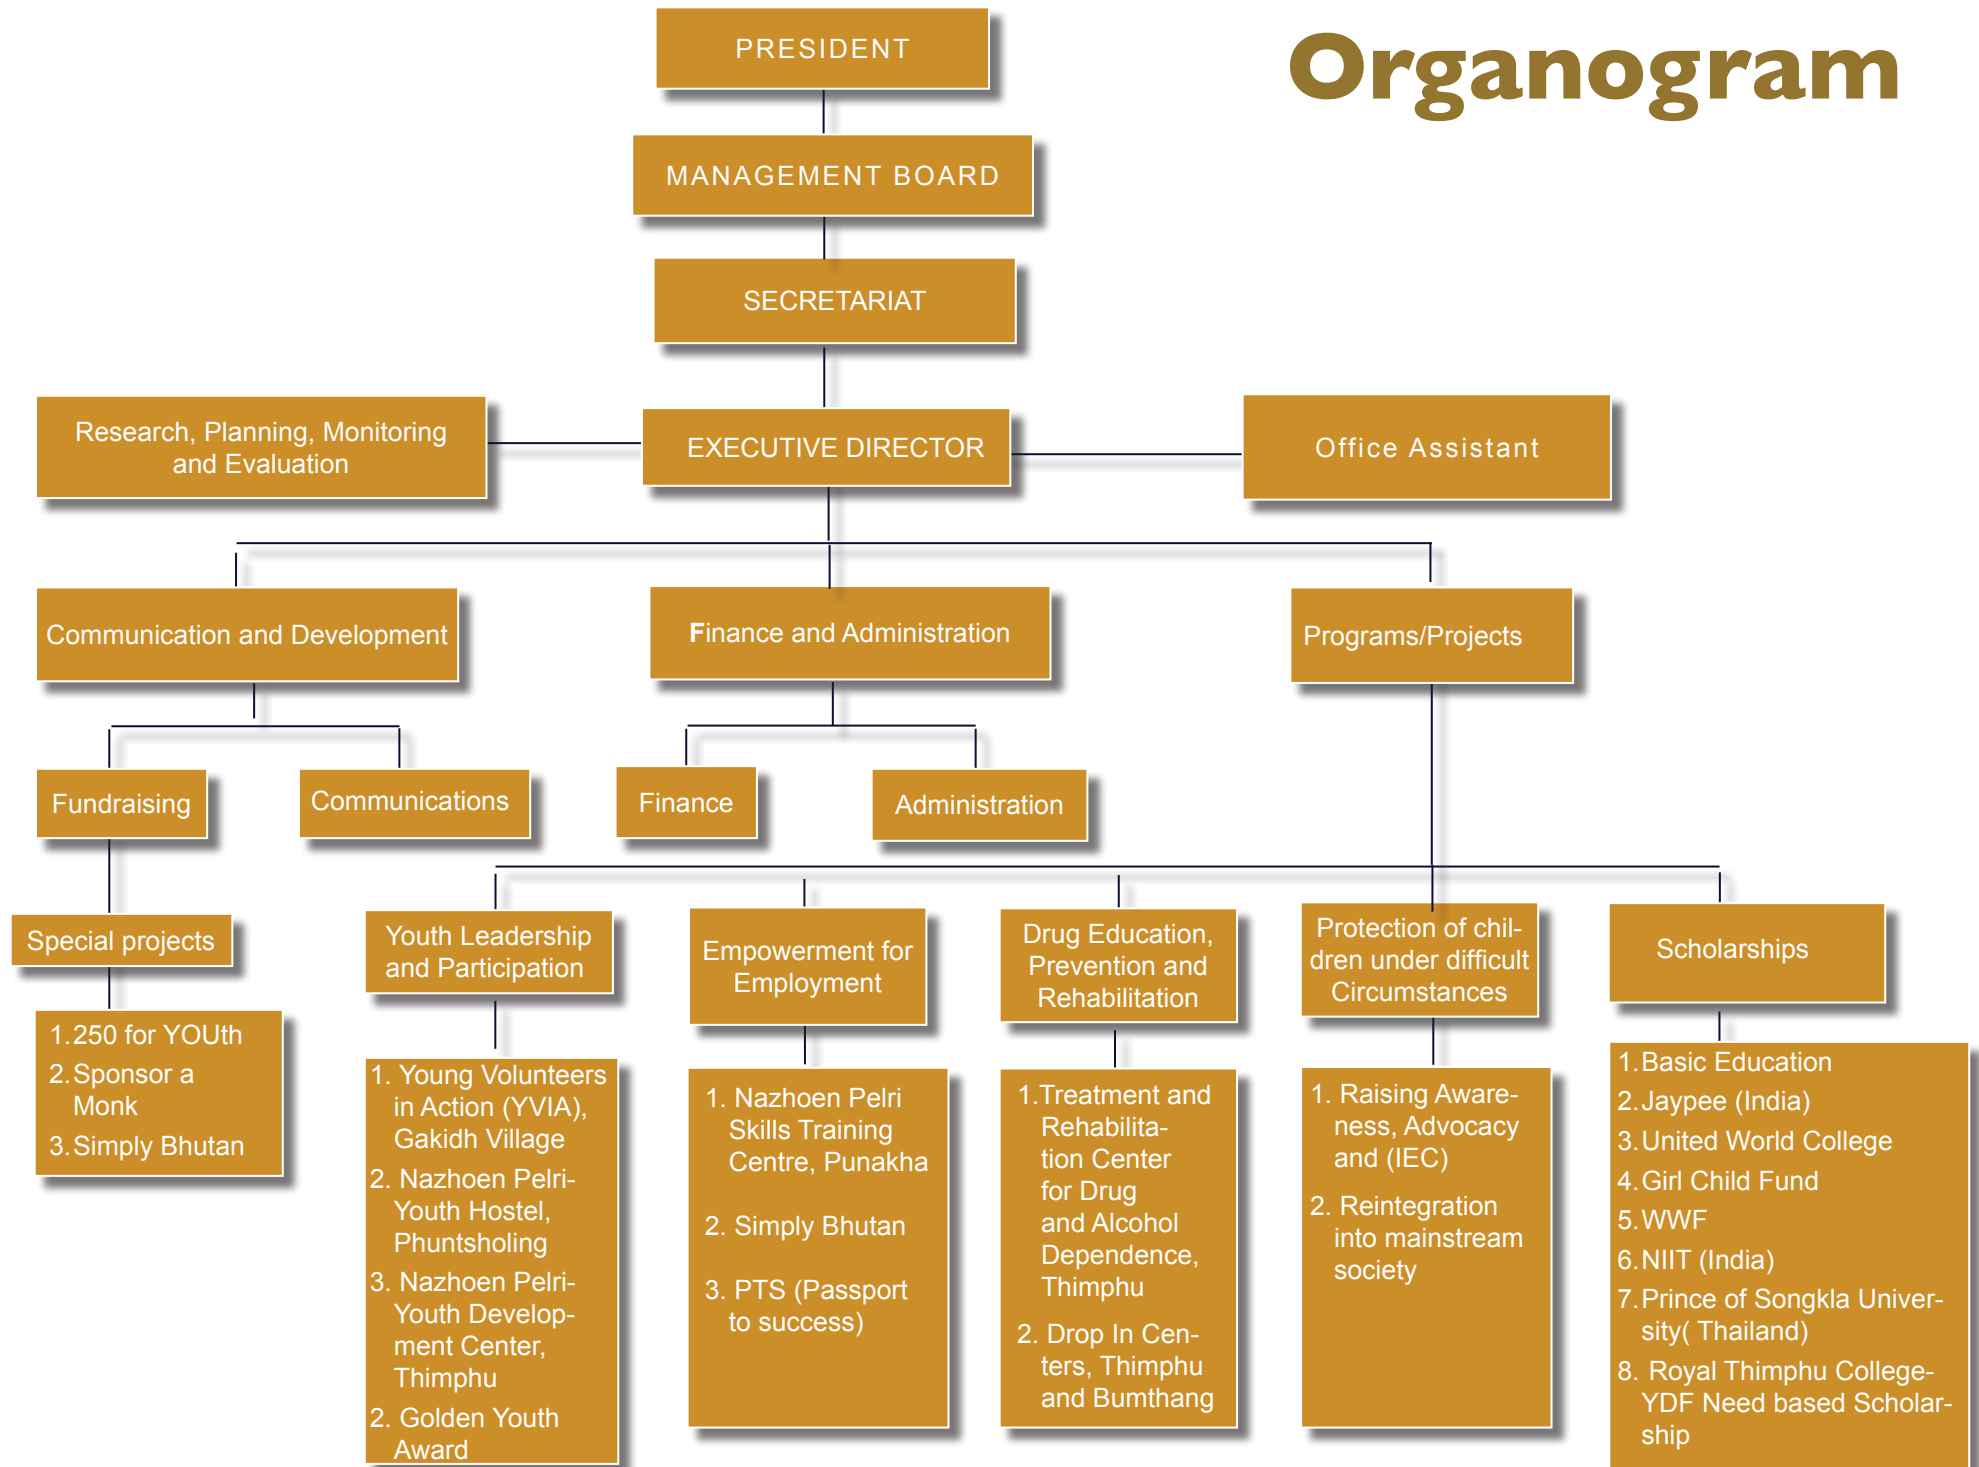 Organogram
PRESIDENT
MANAGEMENT BOARD
SECRETARIAT
Research, Planning, Monitoring
and Evaluation
EXECUTIVE DIRECTOR
Office Assistant
Communication and Development
Finance and Administration
Programs/Projects
Fundraising
Communications
Finance
Administration
Special projects
1.250 for YOUth
2.Sponsor a
Monk
3.Simply Bhutan
Youth Leadership
and Participation
1. Young Volunteers
in Action (YVIA),
Gakidh Village
2. Nazhoen Pelri-
Youth Hostel,
Phuntsholing
3. Nazhoen Pelri-
Youth Develop-
ment Center,
Thimphu
2. Golden Youth
Award
Empowerment for
Employment
1. Nazhoen Pelri
Skills Training
Centre, Punakha
2. Simply Bhutan
3. PTS (Passport
to success)
Drug Education,
Prevention and
Rehabilitation
1.Treatment and
Rehabilita-
tion Center
for Drug
and Alcohol
Dependence,
Thimphu
2. Drop In Cen-
ters, Thimphu
and Bumthang
Protection of chil-
dren under difficult
Circumstances
1. Raising Aware-
ness, Advocacy
and (IEC)
2. Reintegration
into mainstream
society
Scholarships
1.Basic Education
2.Jaypee (India)
3.United World College
4.Girl Child Fund
5.WWF
6.NIIT (India)
7.Prince of Songkla Univer-
sity( Thailand)
8. Royal Thimphu College-
YDF Need based Scholar-
ship